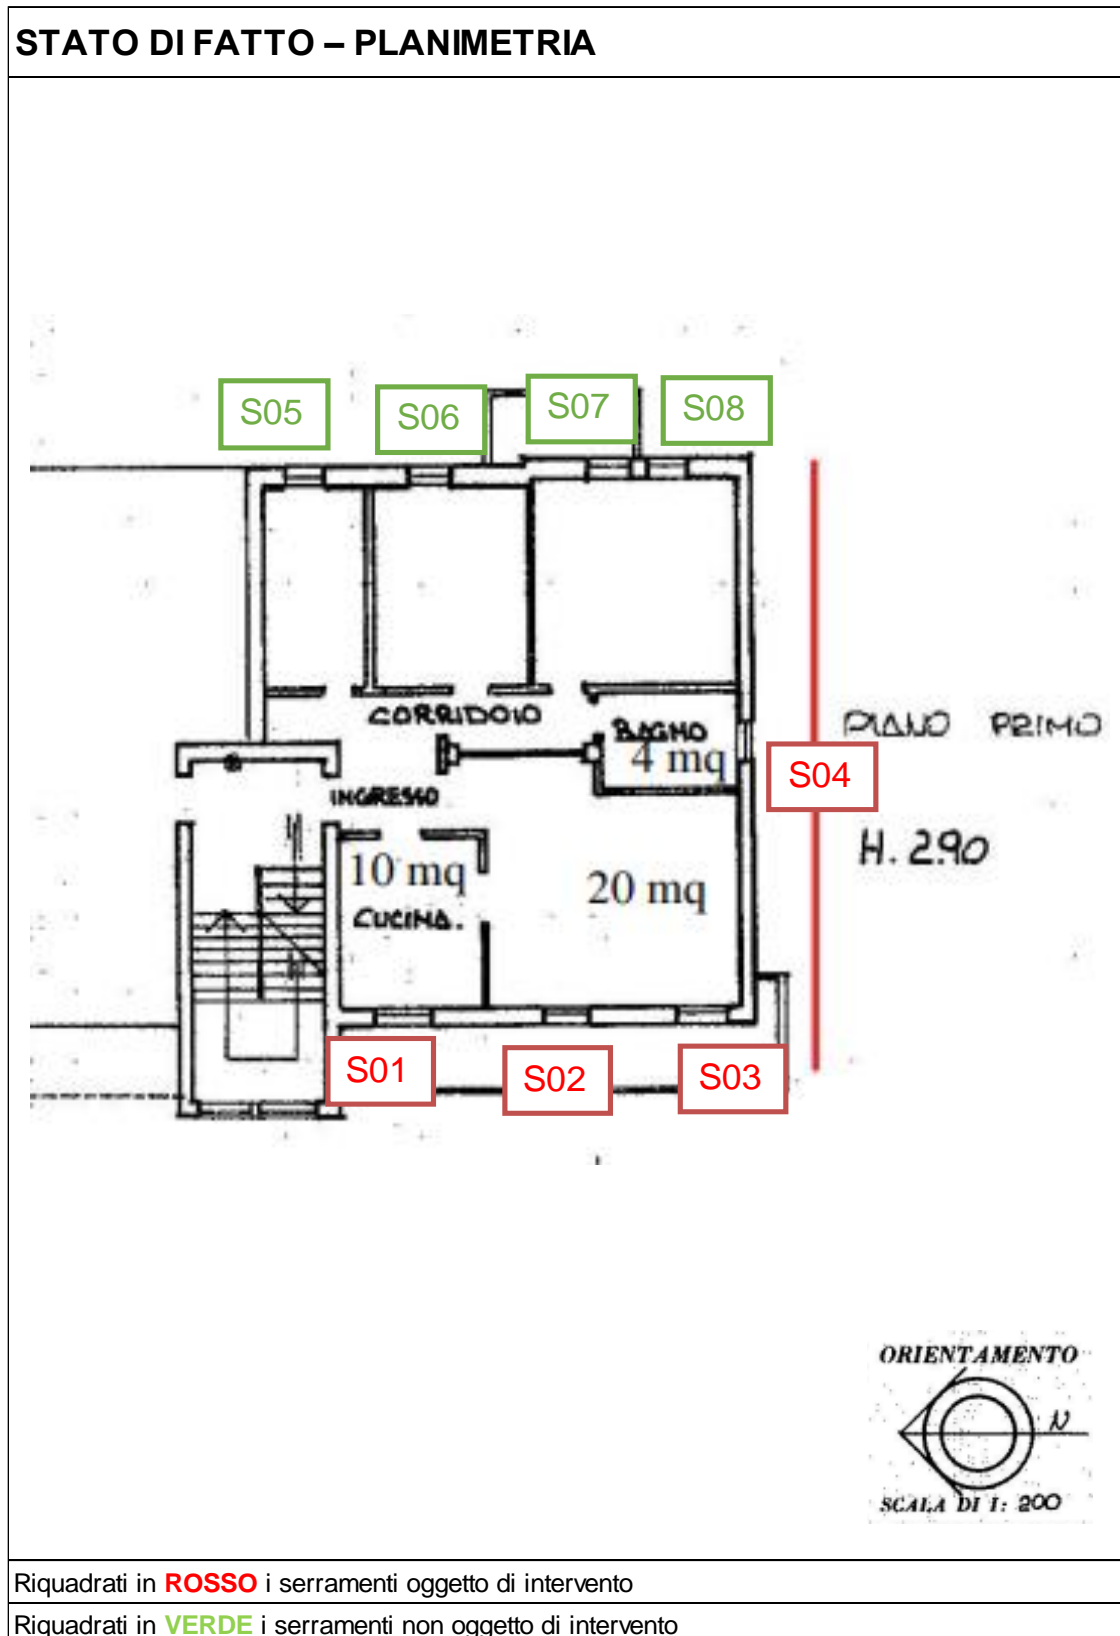 STATO DI FATTO – PLANIMETRIA
S05
S06
S07
S08
CORRIDOIO
BAGNO
4 mq
PIANO PRIMO
S04
INGRESSO
H. 2.90
10 mq
20 mq
CUCINA.
S01
S02
S03
ORIENTAMENTO
N
SCALA DI 1: 200
Riquadrati in ROSSO i serramenti oggetto di intervento
Riquadrati in VERDE i serramenti non oggetto di intervento